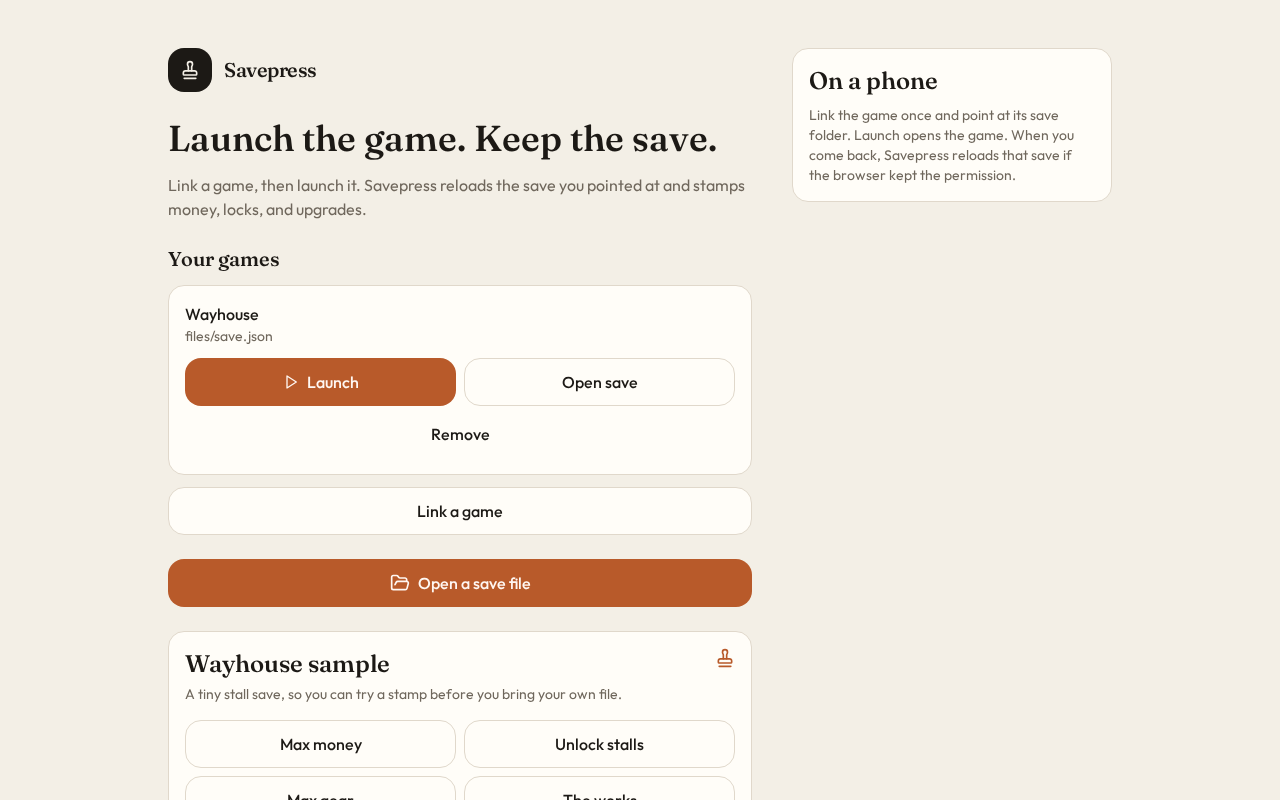 Savepress
Launch the game. Keep the save.
Link a game, then launch it. Savepress reloads the save you pointed at and stamps
money, locks, and upgrades.
Your games
Wayhouse
files/save.json
Launch
Open save
Remove
Link a game
Open a save file
Wayhouse sample
A tiny stall save, so you can try a stamp before you bring your own file.
Max money
Unlock stalls
Max gear
The works
On a phone
Link the game once and point at its save
folder. Launch opens the game. When you
come back, Savepress reloads that save if
the browser kept the permission.